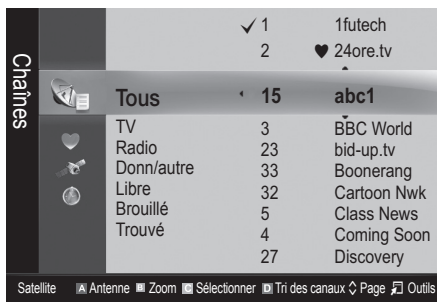 Chaînes
1 1futech
2 24ore.tv
Tous 15 abc1
TV 3 BBC World
Radio 23 bid-up.tv
Donn/autre 33 Boonerang
Libre 32 Cartoon Nwk
Brouillé 5 Class News
Trouvé 4 Coming Soon
27 Discovery
Satellite A Antenne B Zoom C Sélectionner D Tri des canaux Page Outils